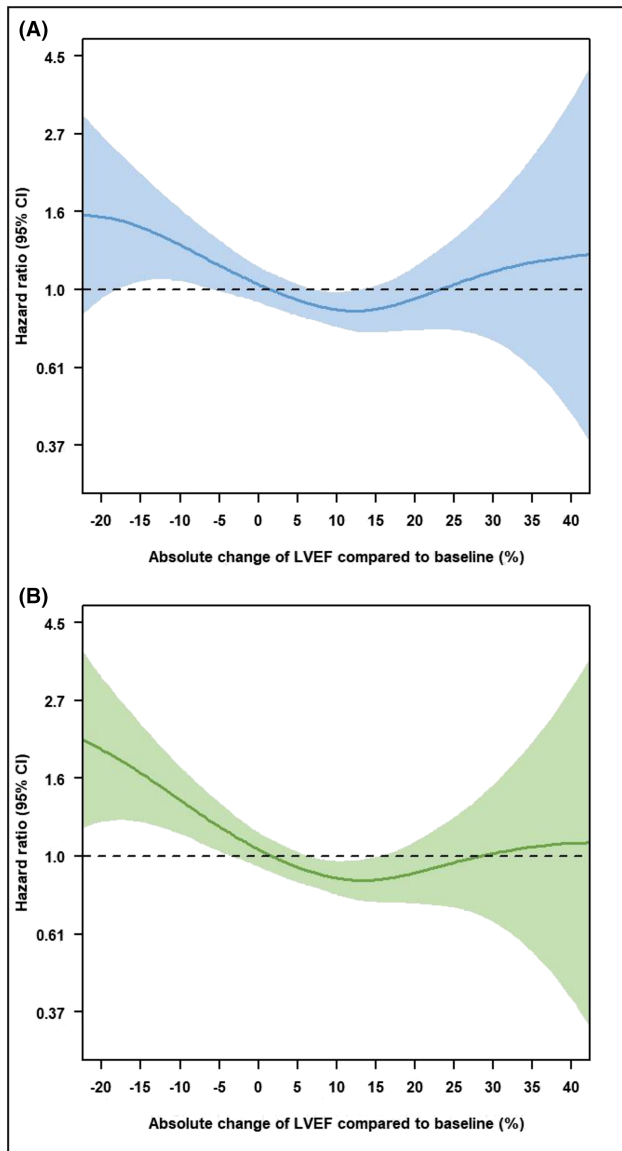 (A)
4.5
2.7
1.6
1.0
0.61
0.37
Hazard ratio (95% CI)
-20 -15 -10 -5 0 5 10 15 20 25 30 35 40
Absolute change of LVEF compared to baseline (%)
(B)
4.5
2.7
1.6
1.0
0.61
0.37
Hazard ratio (95% CI)
-20 -15 -10 -5 0 5 10 15 20 25 30 35 40
Absolute change of LVEF compared to baseline (%)